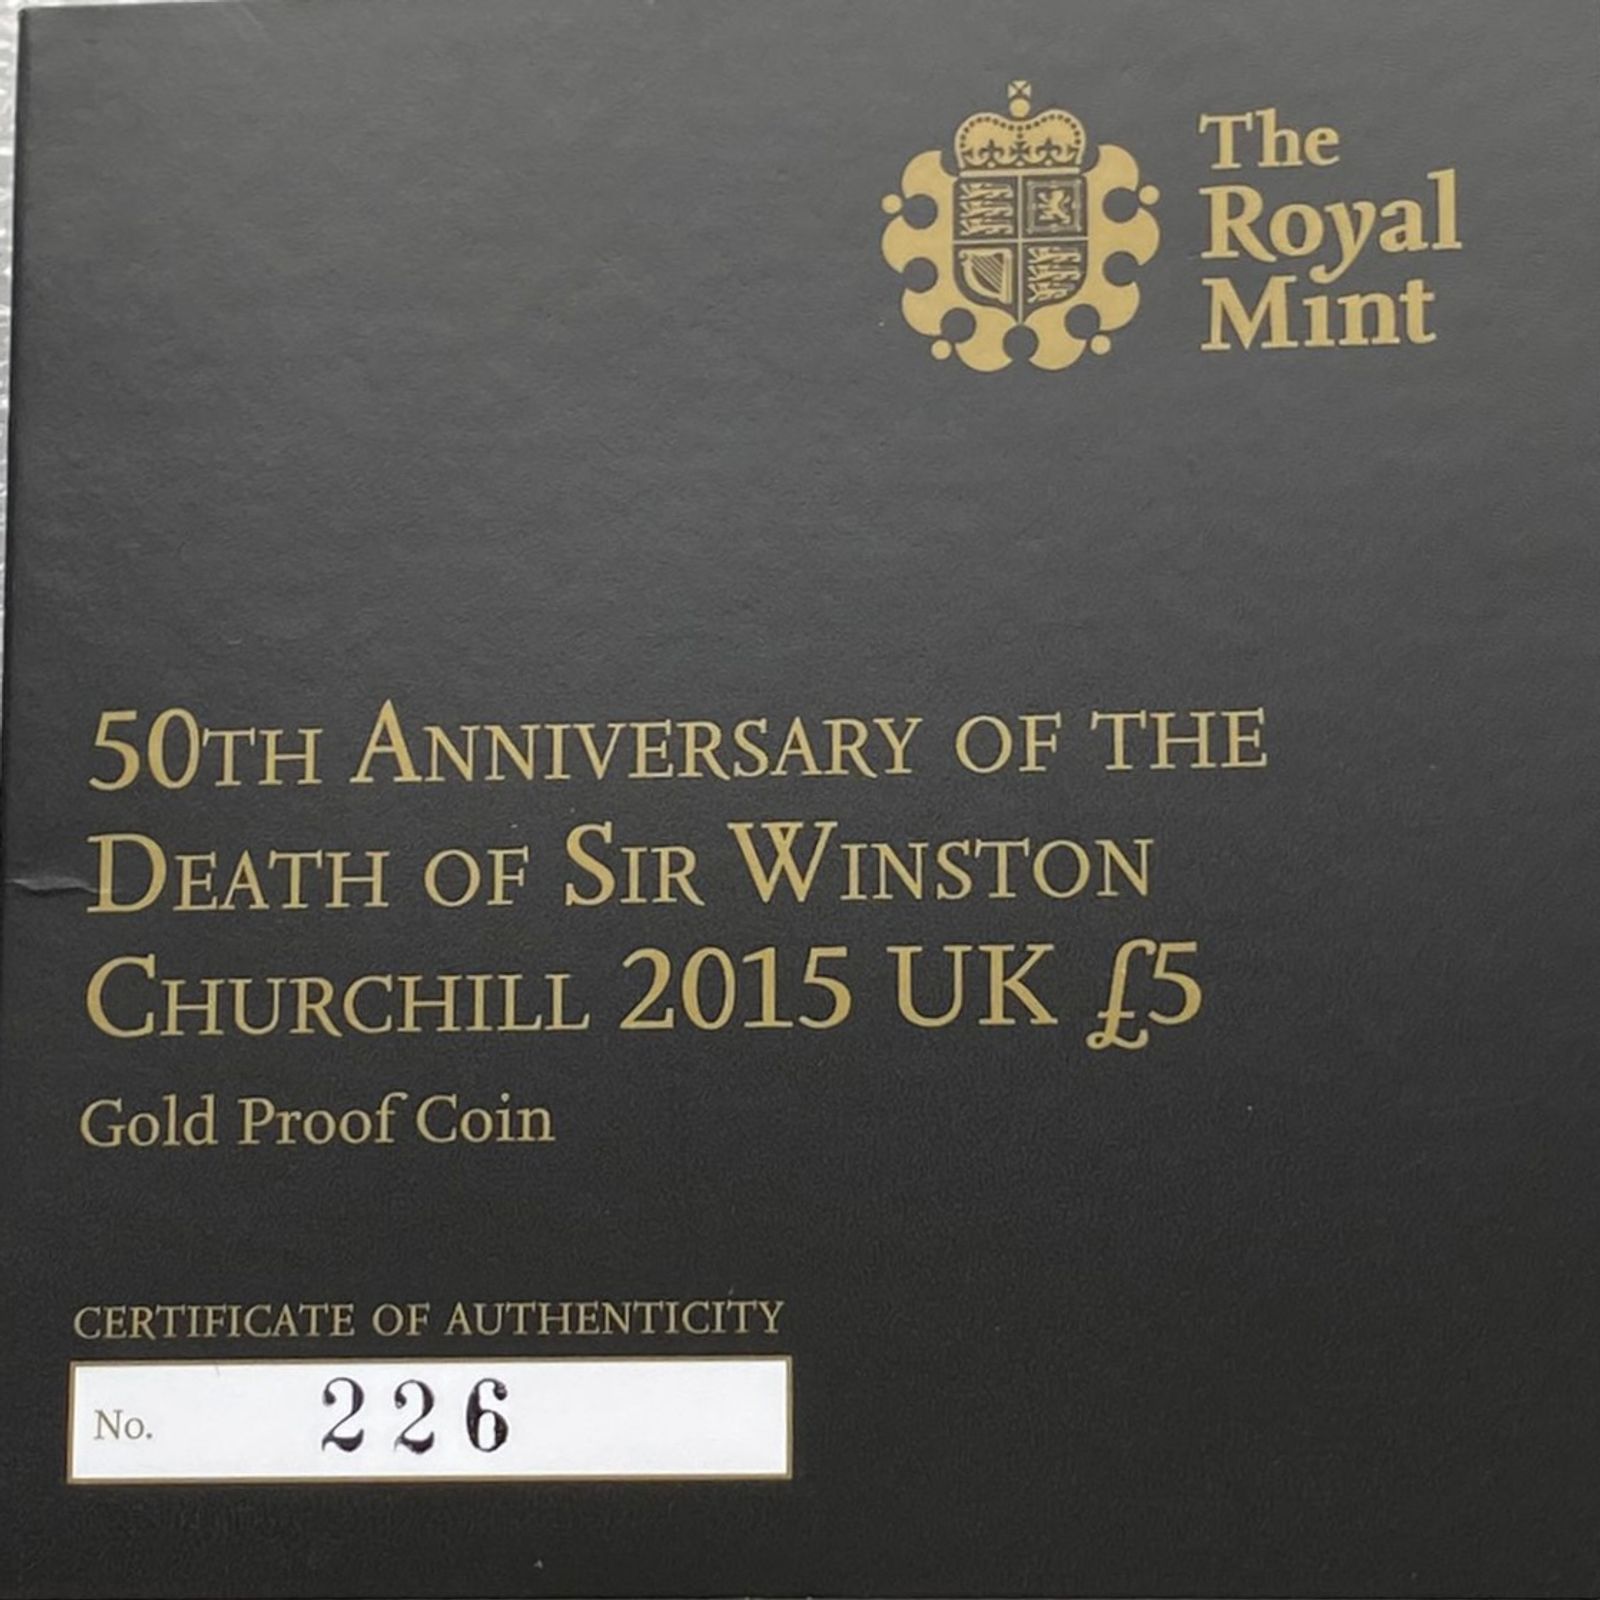 The
Royal
Mint
50TH ANNIVERSARY OF THE
DEATH OF SIR WINSTON
CHURCHILL 2015 UK £5
Gold Proof Coin
CERTIFICATE OF AUTHENTICITY
No. 226